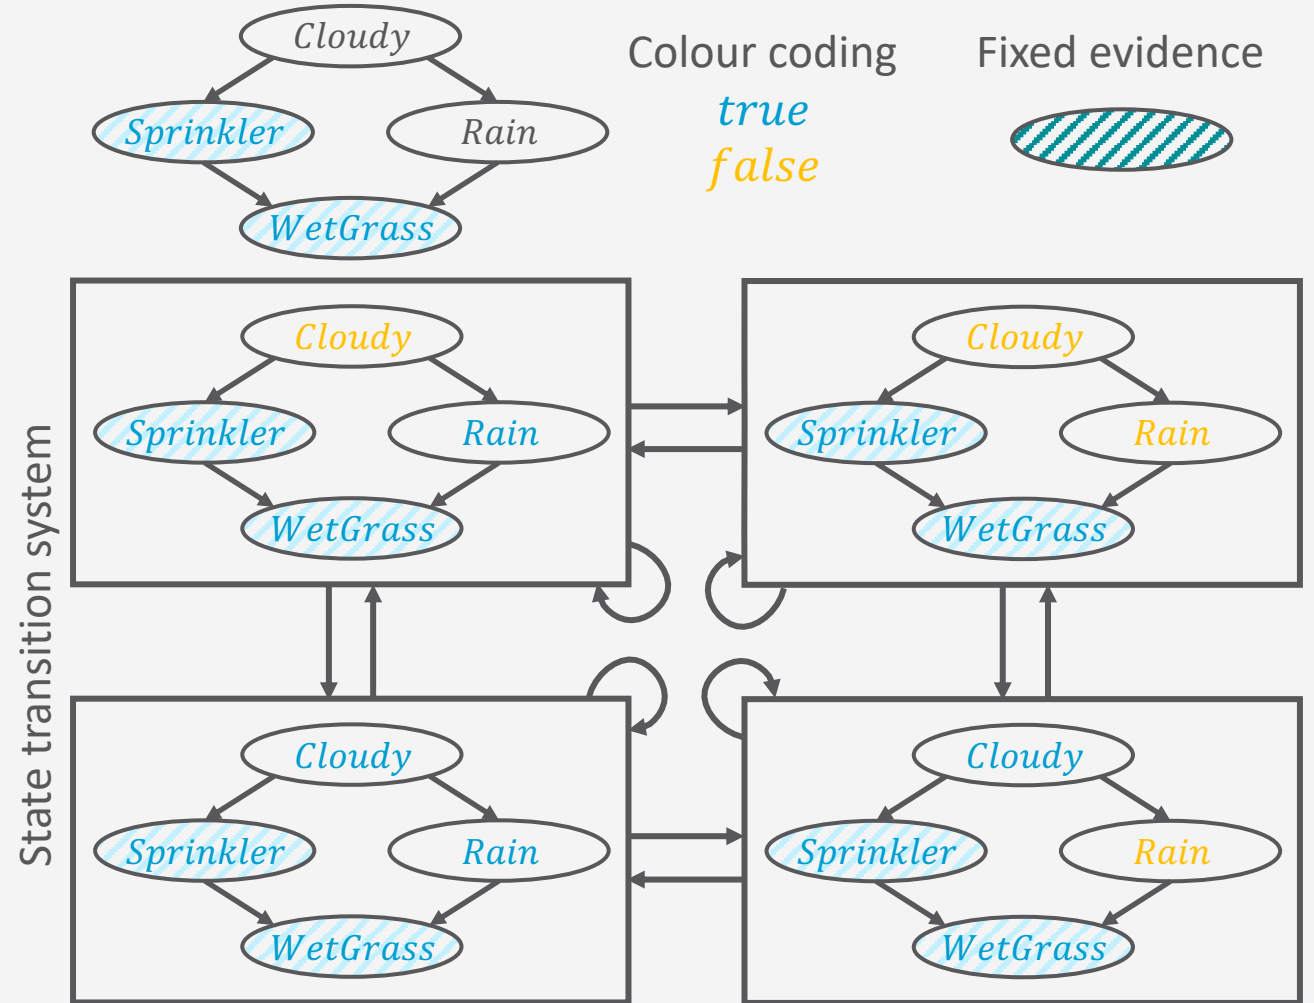 Cloudy
Sprinkler
Rain
WetGrass
Colour coding
true
false
Fixed evidence
State transition system
Cloudy
Sprinkler
Rain
WetGrass
Cloudy
Sprinkler
Rain
WetGrass
Cloudy
Sprinkler
Rain
WetGrass
Cloudy
Sprinkler
Rain
WetGrass